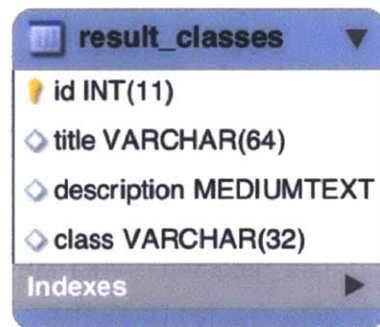 result_classes
id INT(11)
title VARCHAR(64)
description MEDIUMTEXT
class VARCHAR(32)
Indexes